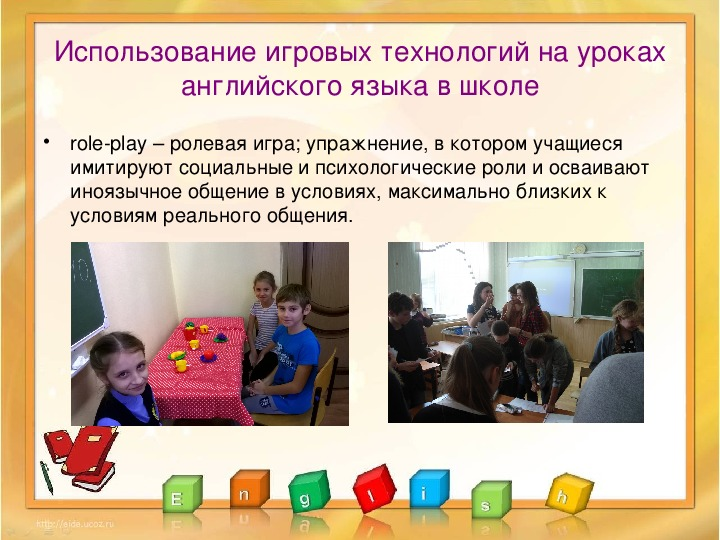 Использование игровых технологий на уроках
английского языка в школе
• role-play – ролевая игра; упражнение, в котором учащиеся
имитируют социальные и психологические роли и осваивают
иноязычное общение в условиях, максимально близких к
условиям реального общения.
E n g l i s h
http://aida.ucoz.ru